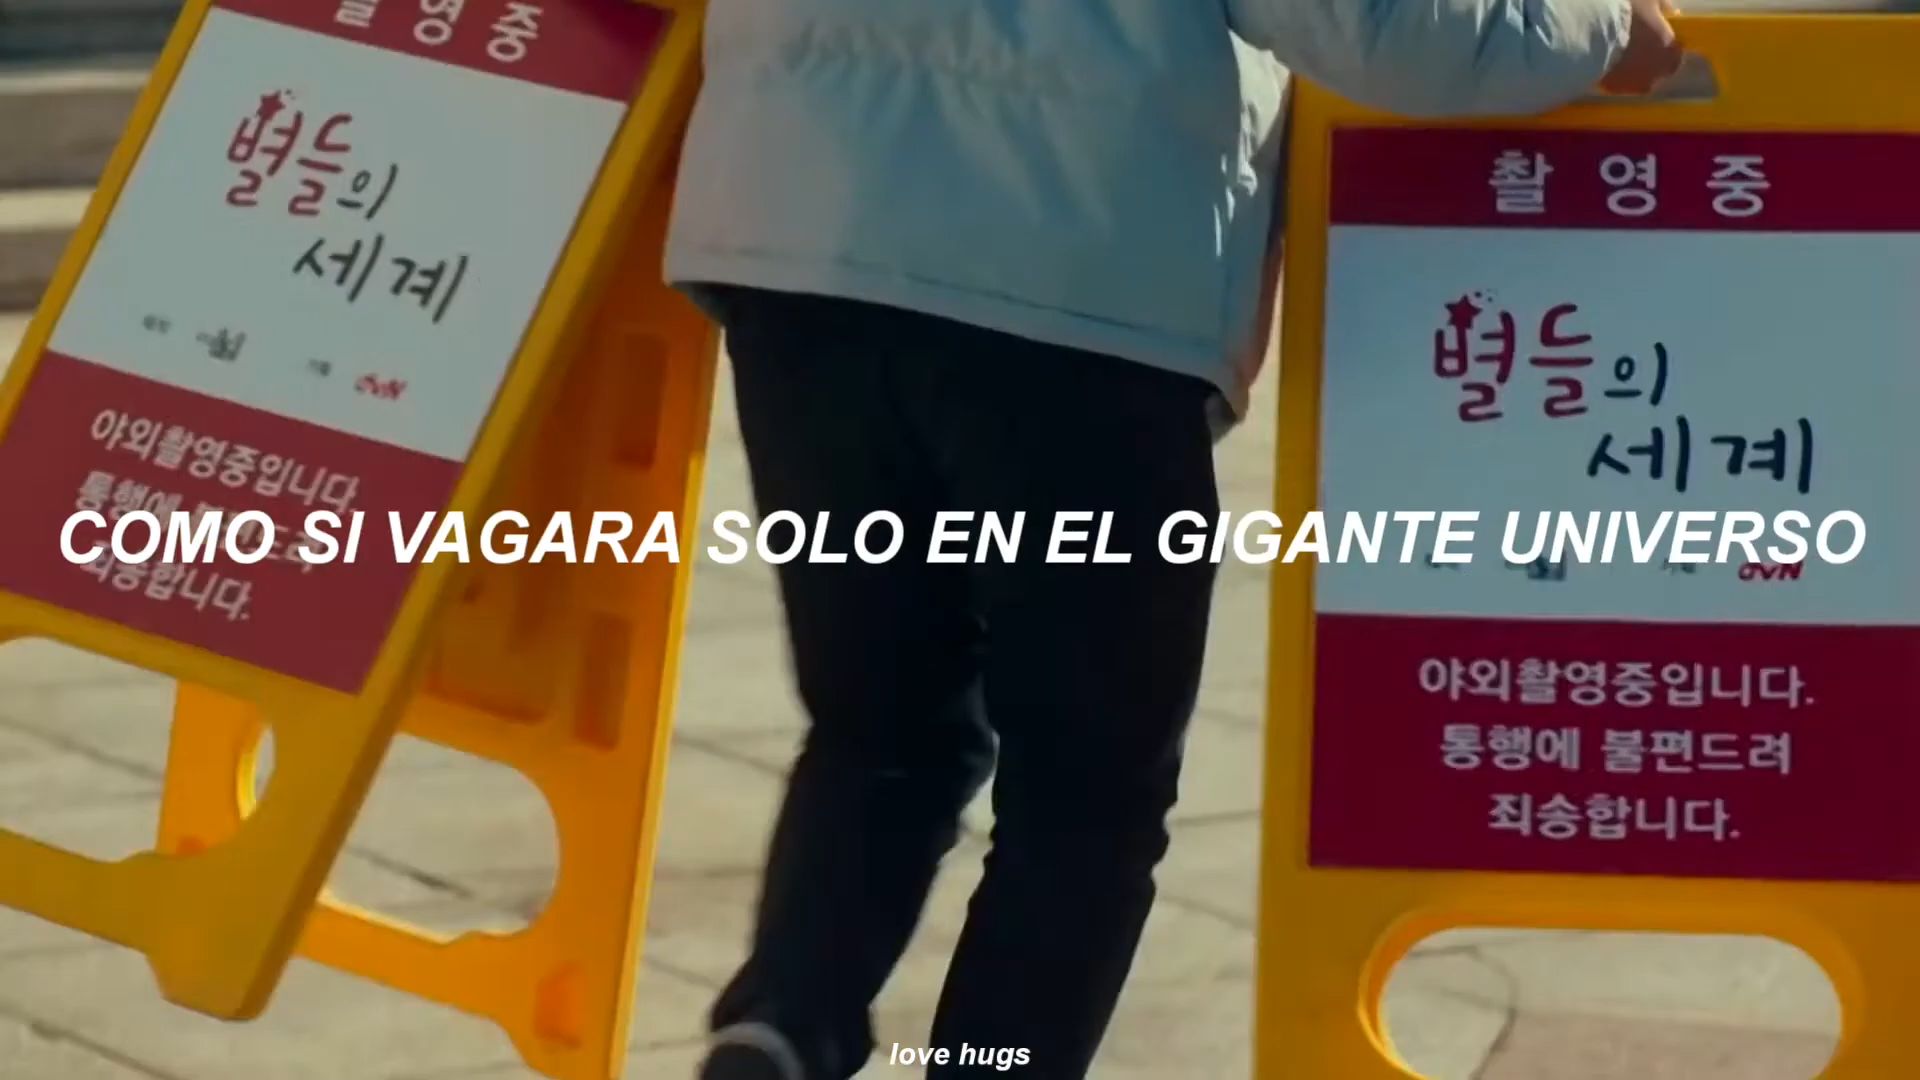 촬영중
별들의
세계
야외촬영중입니다.
통행에
죄송합니다.
촬 영 중
별들의
세계
야외촬영중입니다.
통행에 불편드려
죄송합니다.
COMO SI VAGARA SOLO EN EL GIGANTE UNIVERSO
love hugs